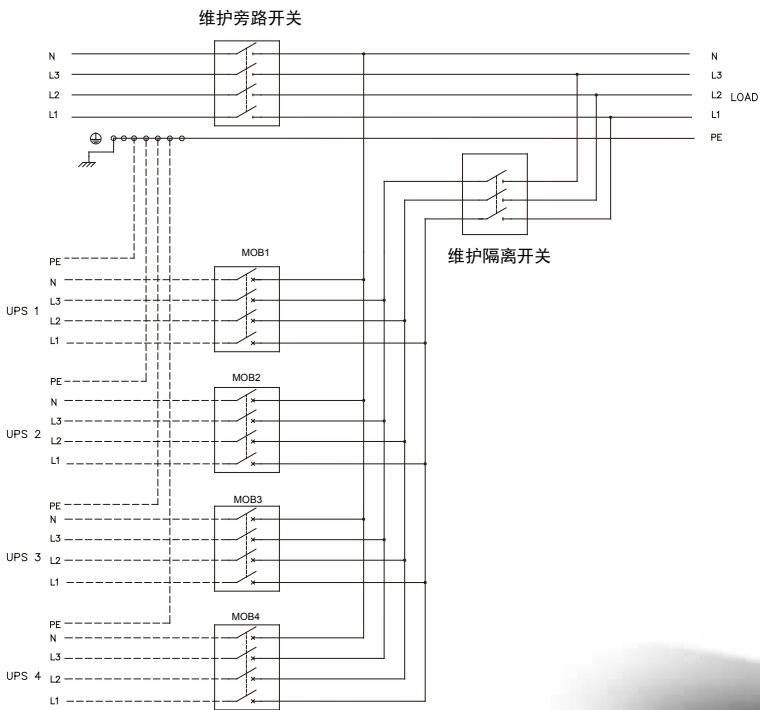 维护旁路开关
N N
L3 L3
L2 L2 LOAD
L1 L1
PE
维护隔离开关
MOB1
PE
N
L3
UPS 1
L2
L1
MOB2
PE
N
L3
UPS 2
L2
L1
MOB3
PE
N
L3
UPS 3
L2
L1
MOB4
PE
N
L3
UPS 4
L2
L1